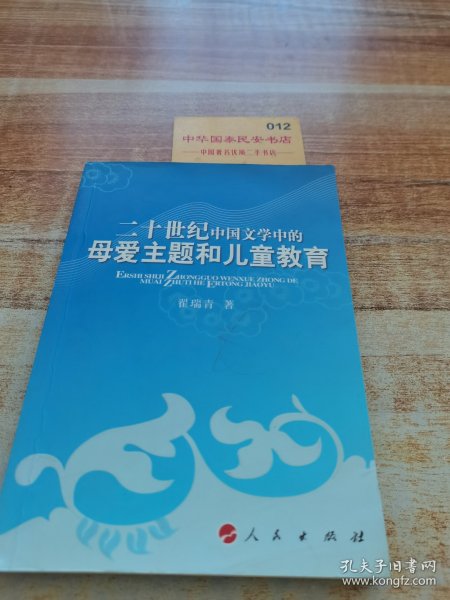 012
中华国泰民安书店
中国著名优质二手书店
二十世纪中国文学中的
母爱主题和儿童教育
ERSHI SHIJI ZHONGGUO WENXUE ZHONG DE
MUAI ZHUTI HE ERTONG JIAOYU
翟瑞青 著
人民出版社
孔夫子旧书网
www.kongfz.com